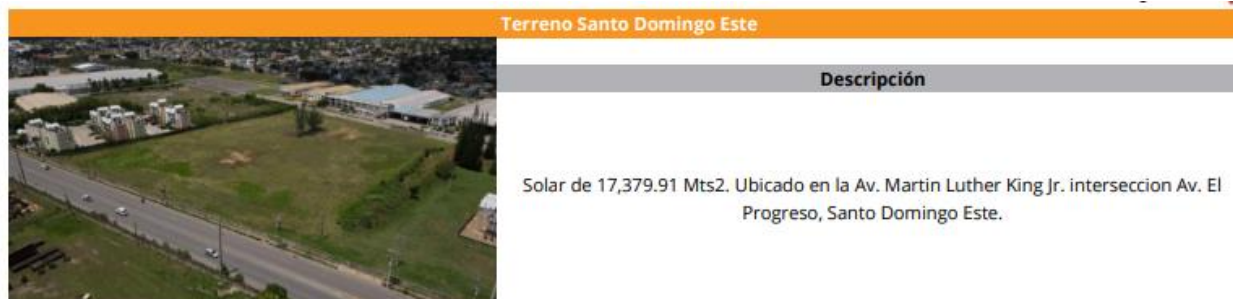 Terreno Santo Domingo Este
Descripción
Solar de 17,379.91 Mts2. Ubicado en la Av. Martin Luther King Jr. interseccion Av. El
Progreso, Santo Domingo Este.